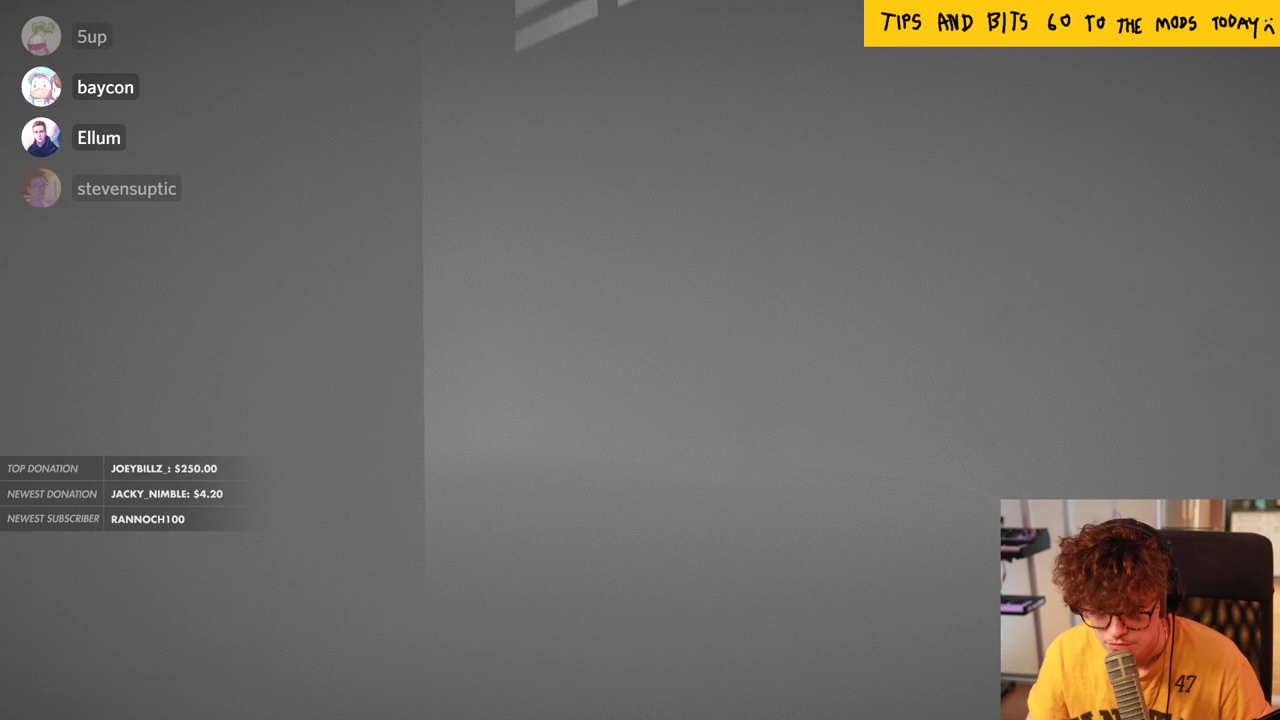 TIPS AND BITS GO TO THE MODS TODAY :(
5up
baycon
Ellum
stevensuptic
TOP DONATION JOEYBILLZ_: $250.00
NEWEST DONATION JACKY_NIMBLE: $4.20
NEWEST SUBSCRIBER RANNOCH100
47